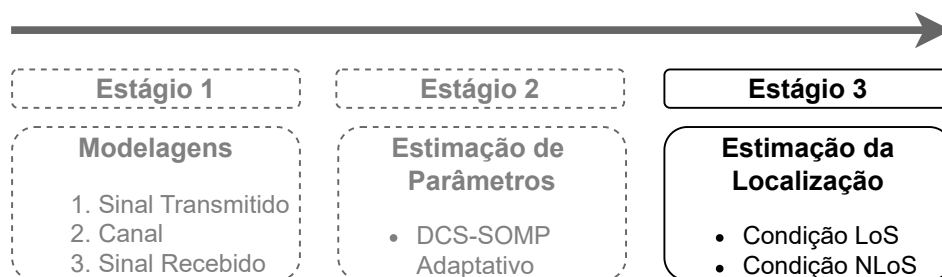 Estágio 1
Estágio 2
Estágio 3
Modelagens
1. Sinal Transmitido
2. Canal
3. Sinal Recebido
Estimação de
Parâmetros
• DCS-SOMP
Adaptativo
Estimação da
Localização
• Condição LoS
• Condição NLoS